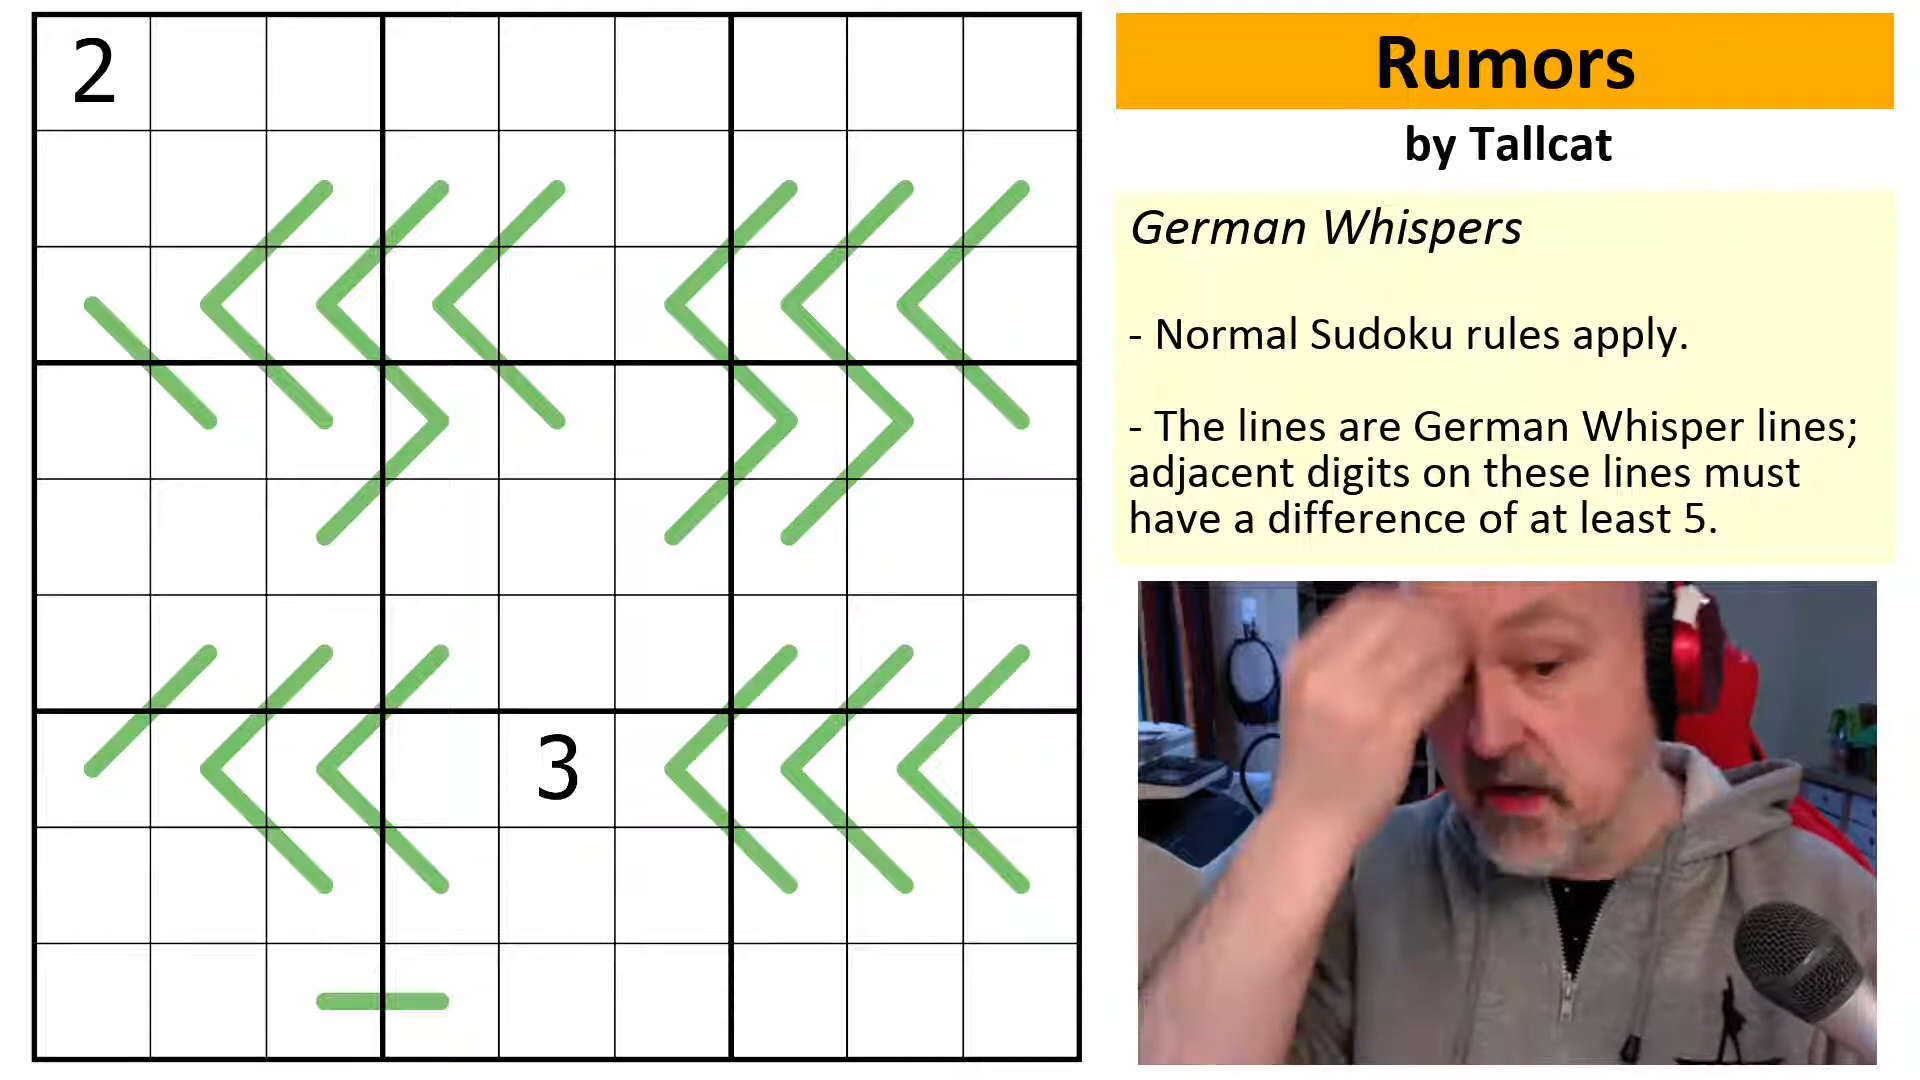 2
3
Rumors
by Tallcat
German Whispers
- Normal Sudoku rules apply.
- The lines are German Whisper lines;
adjacent digits on these lines must
have a difference of at least 5.